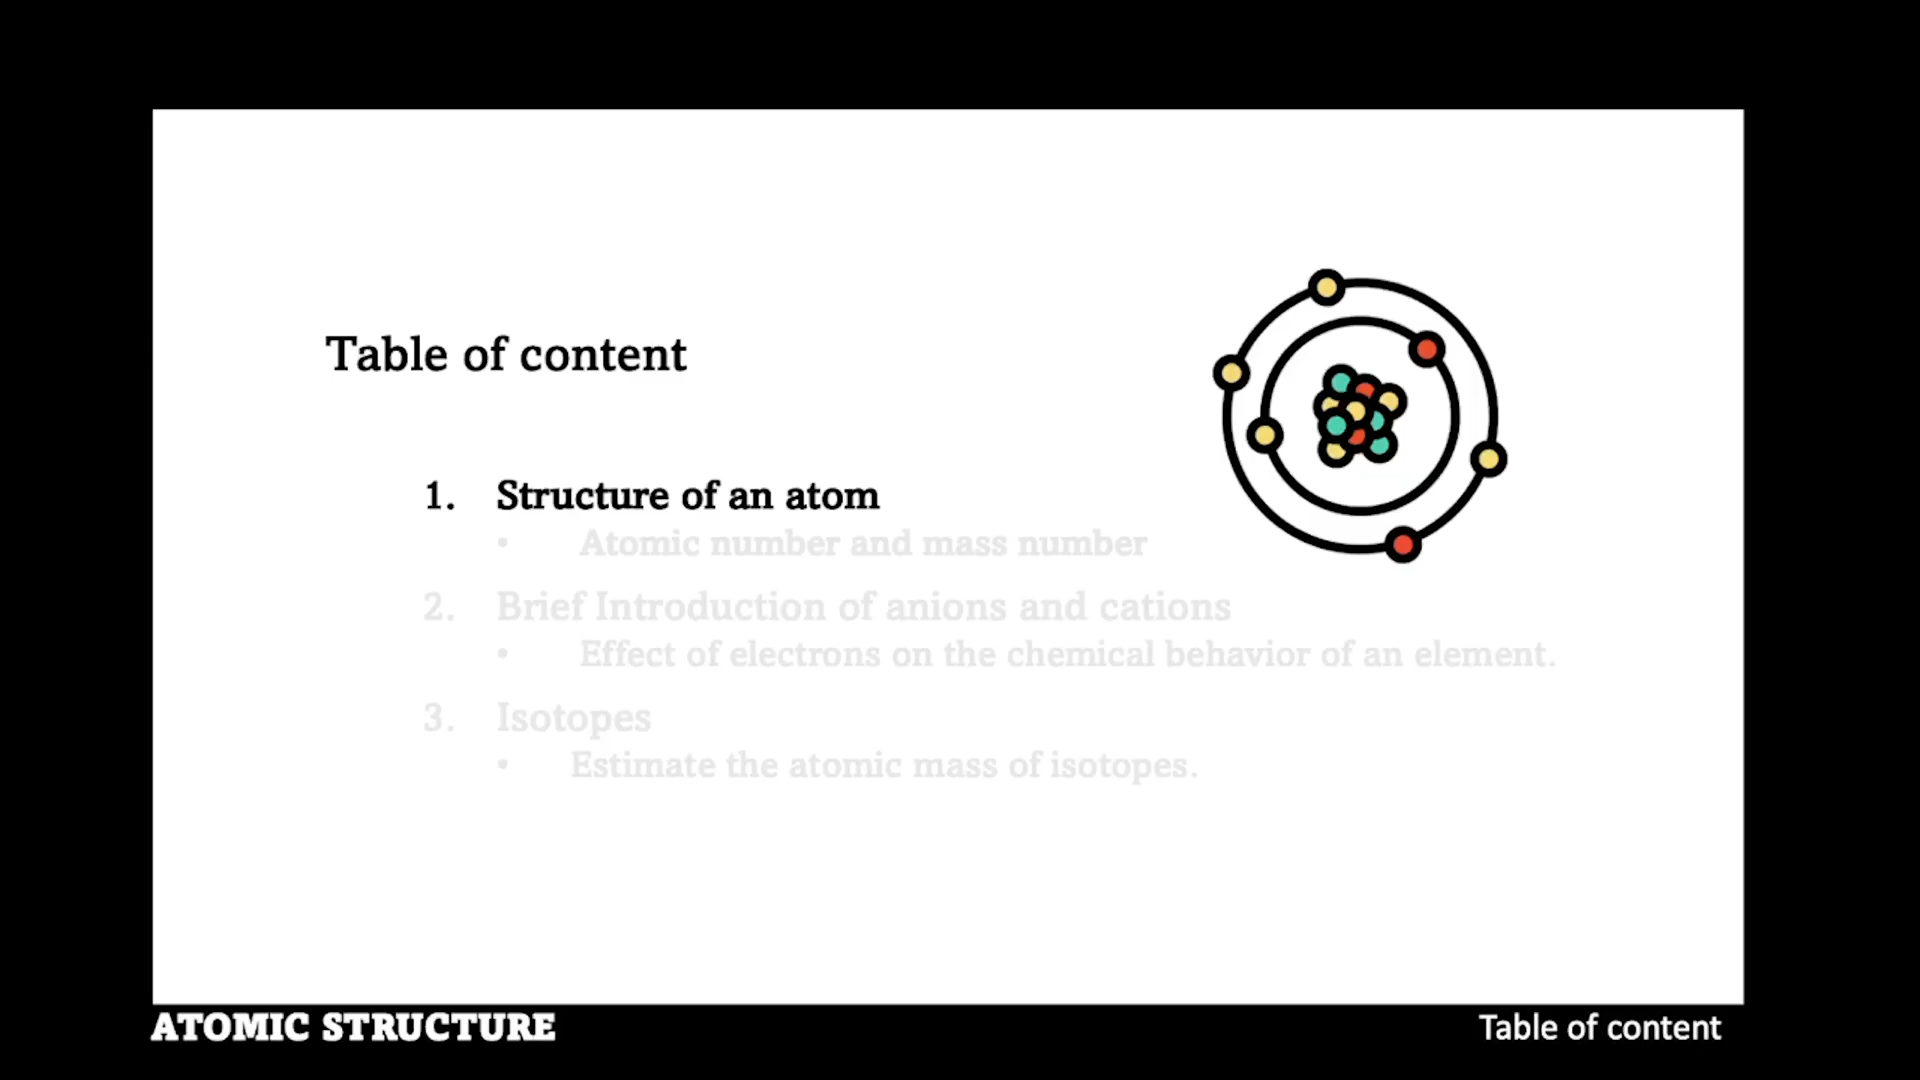 Table of content
1. Structure of an atom
• Atomic number and mass number
2. Brief Introduction of anions and cations
• Effect of electrons on the chemical behavior of an element.
3. Isotopes
• Estimate the atomic mass of isotopes.
ATOMIC STRUCTURE
Table of content